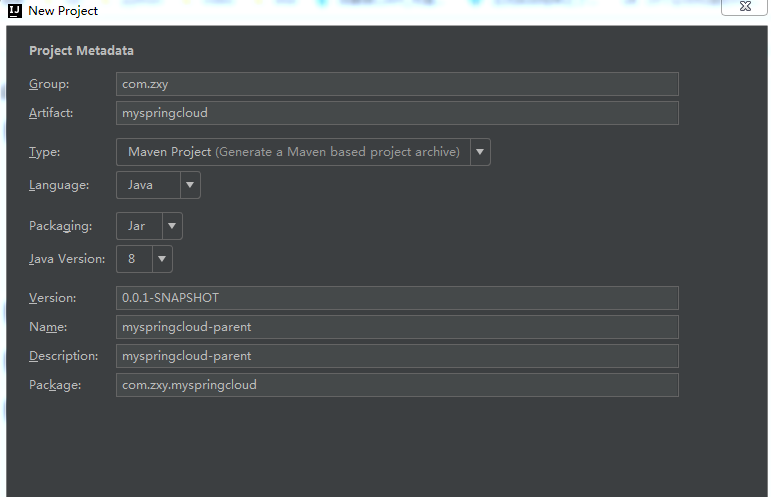 New Project
Project Metadata
Group: com.zxy
Artifact: myspringcloud
Type: Maven Project (Generate a Maven based project archive)
Language: Java
Packaging: Jar
Java Version: 8
Version: 0.0.1-SNAPSHOT
Name: myspringcloud-parent
Description: myspringcloud-parent
Package: com.zxy.myspringcloud